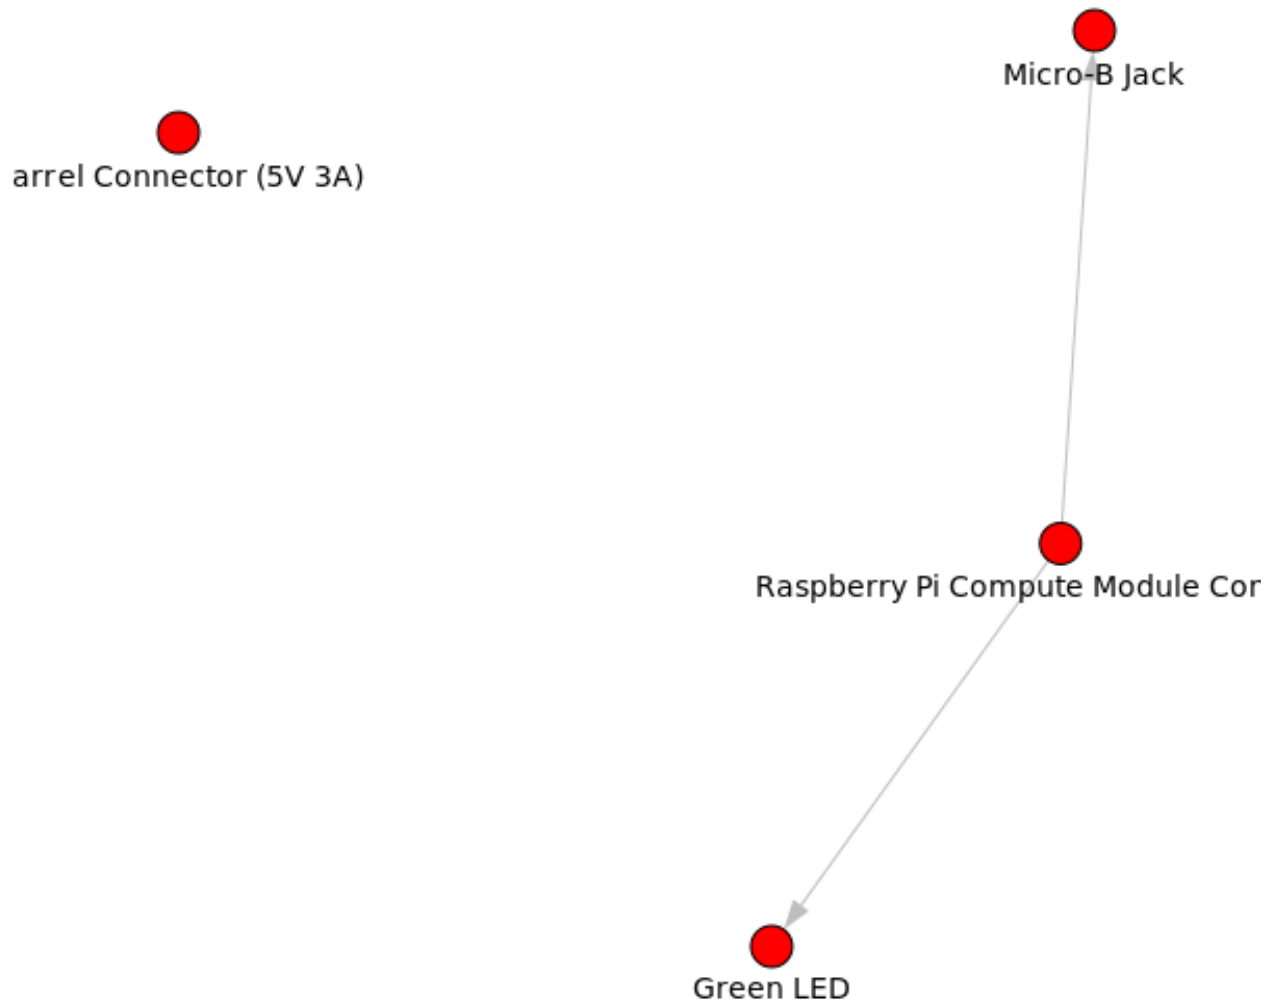 Micro-B Jack
arrel Connector (5V 3A)
Raspberry Pi Compute Module Cor
Green LED